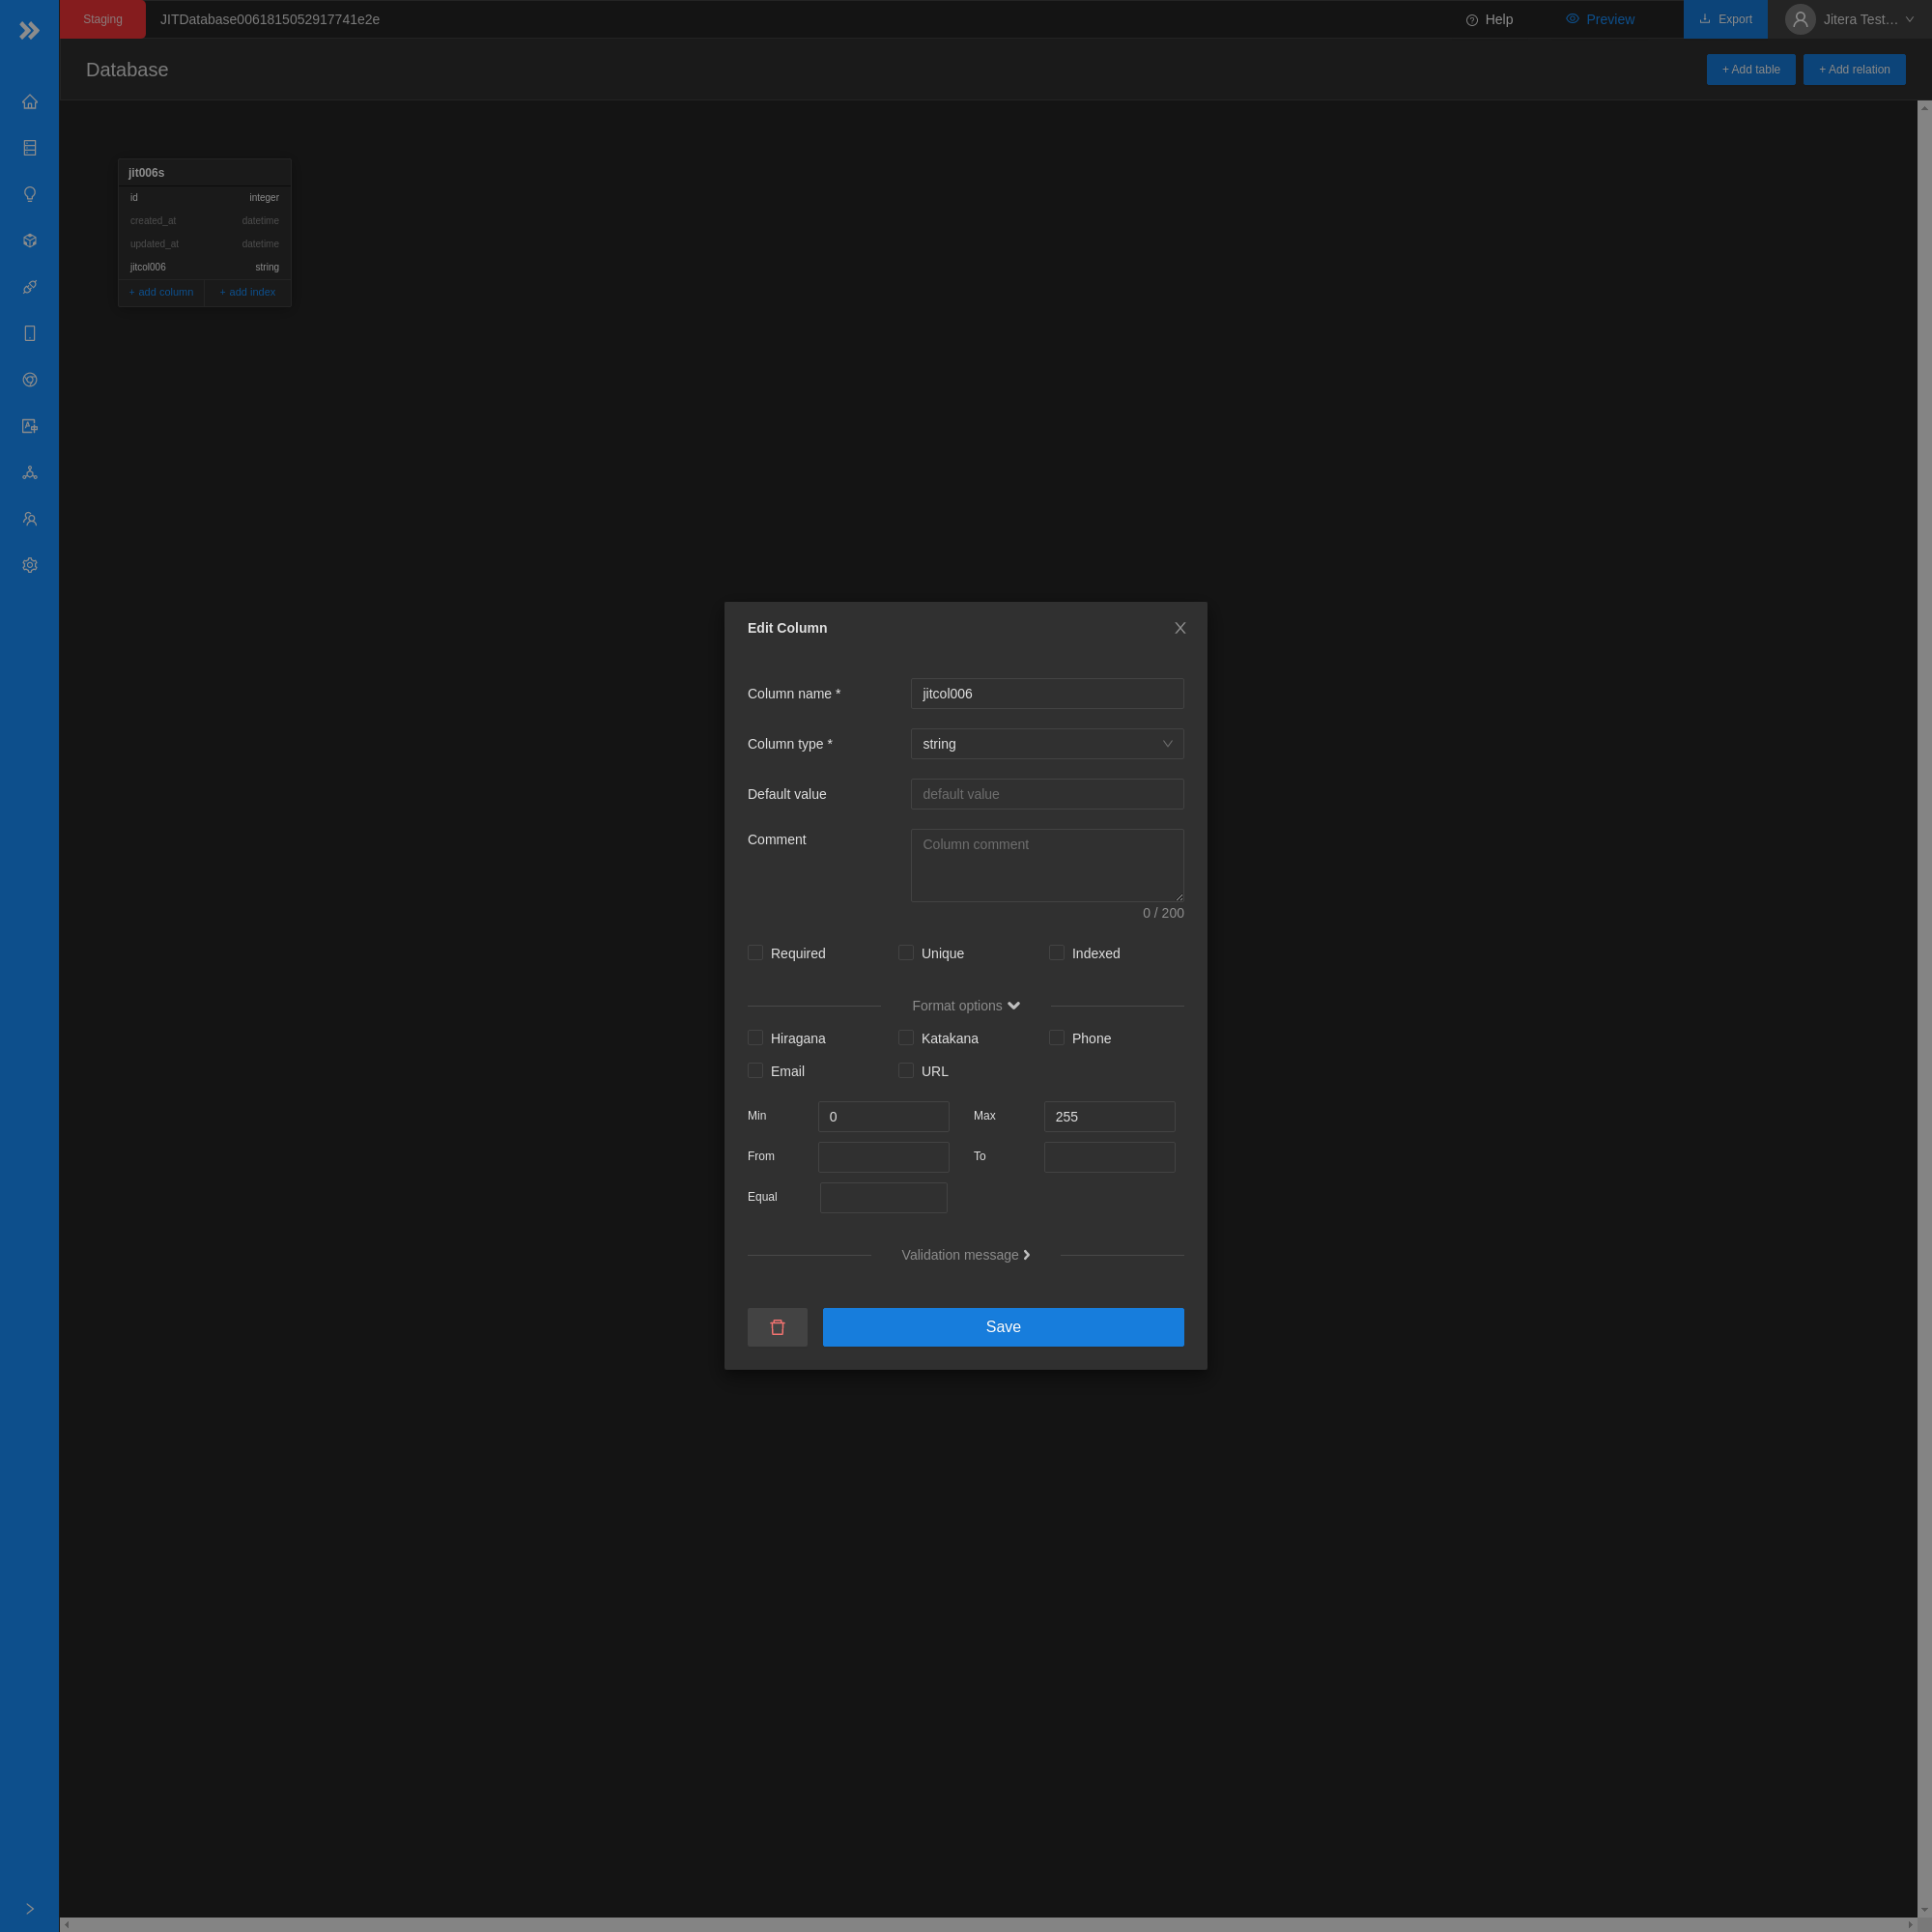 Staging
JITDatabase0061815052917741e2e
Help
Preview
Export
Jitera Test…
Database
+ Add table
+ Add relation
jit006s
id integer
created_at datetime
updated_at datetime
jitcol006 string
+ add column + add index
Edit Column
Column name * jitcol006
Column type * string
Default value default value
Comment Column comment
0 / 200
Required Unique Indexed
Format options
Hiragana Katakana Phone
Email URL
Min 0 Max 255
From To
Equal
Validation message
Save